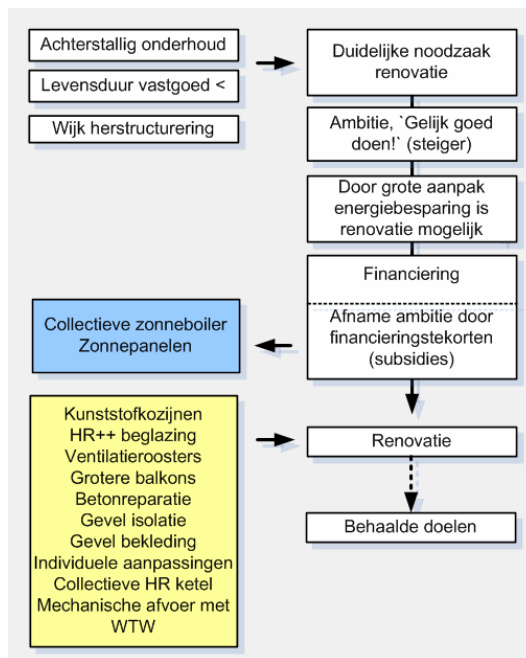 Achterstallig onderhoud
Levensduur vastgoed <
Wijk herstructurering
Duidelijke noodzaak
renovatie
Ambitie, `Gelijk goed
doen!` (steiger)
Door grote aanpak
energiebesparing is
renovatie mogelijk
Financiering
Afname ambitie door
financieringstekorten
(subsidies)
Collectieve zonneboiler
Zonnepanelen
Kunststofkozijnen
HR++ beglazing
Ventilatieroosters
Grotere balkons
Betonreparatie
Gevel isolatie
Gevel bekleding
Individuele aanpassingen
Collectieve HR ketel
Mechanische afvoer met
WTW
Renovatie
Behaalde doelen